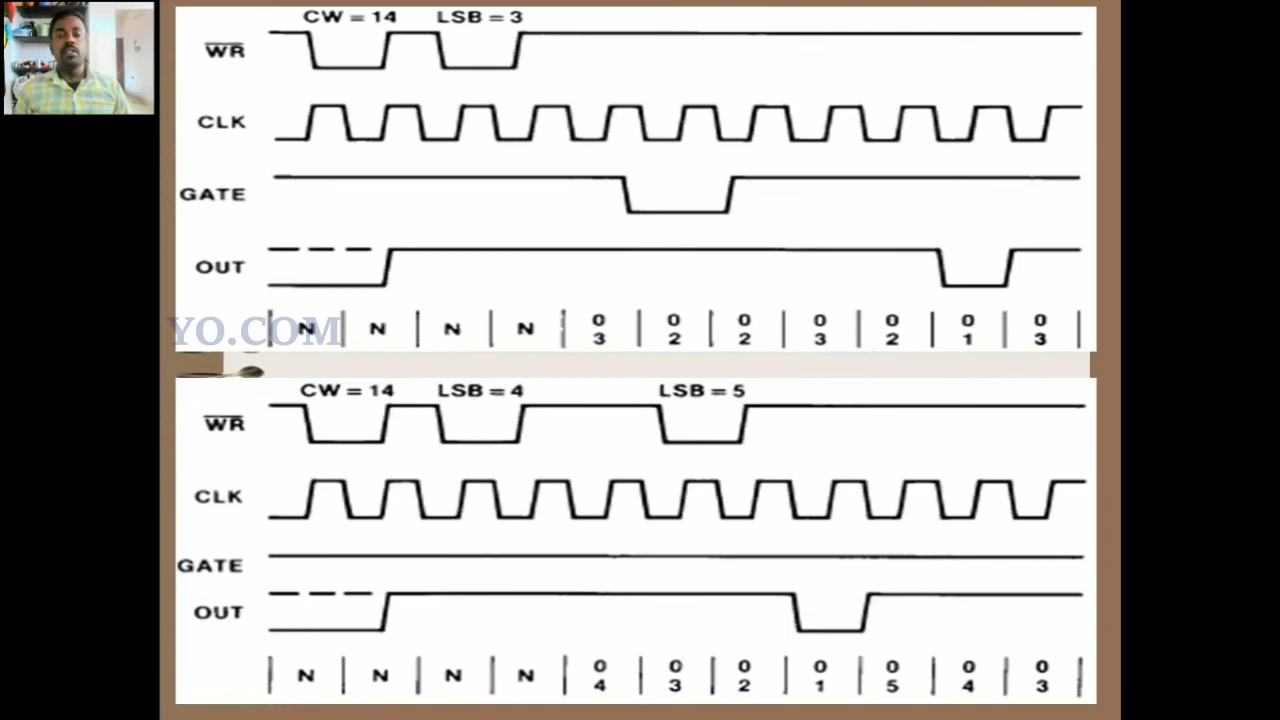 CW = 14 LSB = 3
WR
CLK
GATE
OUT
YO.COM
N N N N 0 0 0 0 0 0 0
3 2 2 3 2 1 3
CW = 14 LSB = 4 LSB = 5
WR
CLK
GATE
OUT
N N N N 0 0 0 0 0 0 0
4 3 2 1 5 4 3